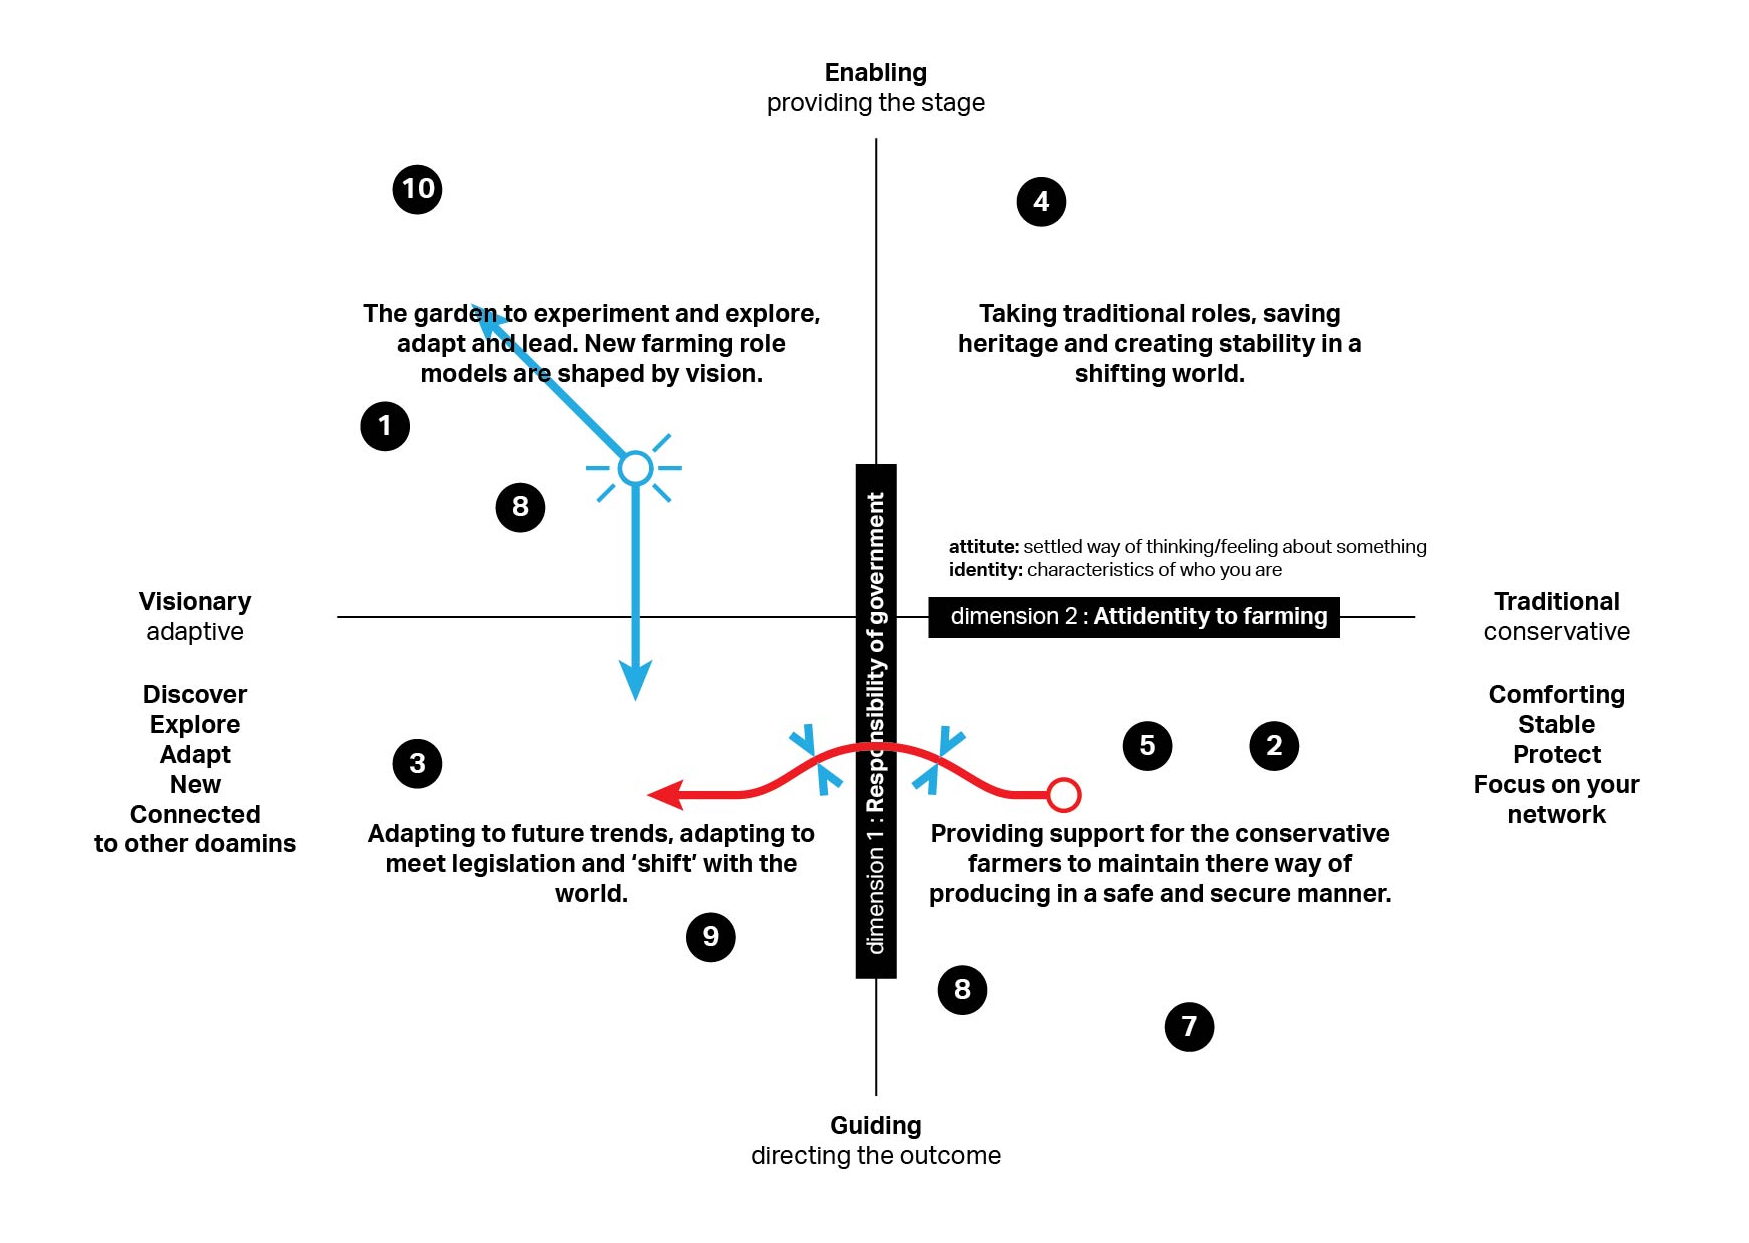 Enabling
providing the stage
10
4
The garden to experiment and explore,
adapt and lead. New farming role
models are shaped by vision.
Taking traditional roles, saving
heritage and creating stability in a
shifting world.
1
8
dimension 1 : Responsibility of government
attitute: settled way of thinking/feeling about something
identity: characteristics of who you are
Visionary
adaptive
dimension 2 : Attidentity to farming
Traditional
conservative
Discover
Explore
Adapt
New
Connected
to other doamins
Comforting
Stable
Protect
Focus on your
network
3
5
2
Adapting to future trends, adapting to
meet legislation and ‘shift’ with the
world.
Providing support for the conservative
farmers to maintain there way of
producing in a safe and secure manner.
9
8
7
Guiding
directing the outcome